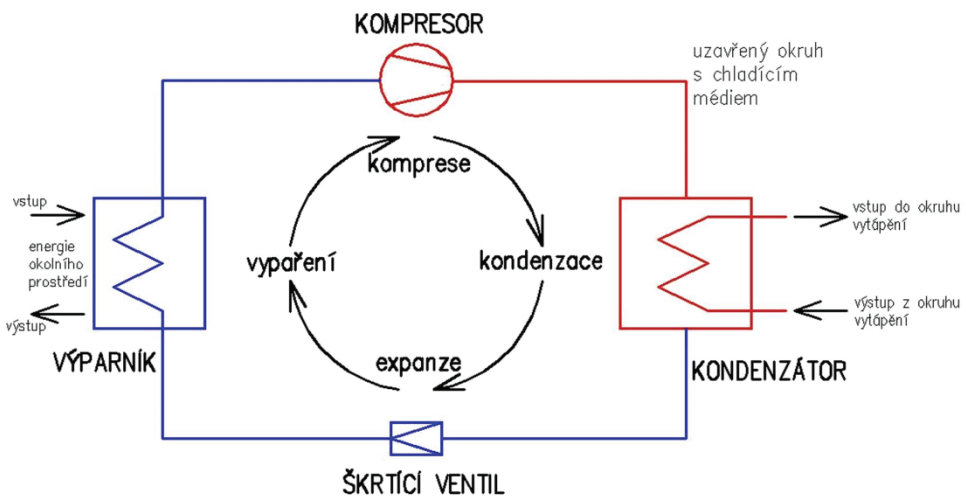 KOMPRESOR
uzavřený okruh
s chladícím
médiem
komprese
vstup
energie
okolního
prostředí
výstup
VÝPARNÍK
vypaření
kondenzace
vstup do okruhu
vytápění
výstup z okruhu
vytápění
KONDENZÁTOR
expanze
ŠKRTÍCÍ VENTIL